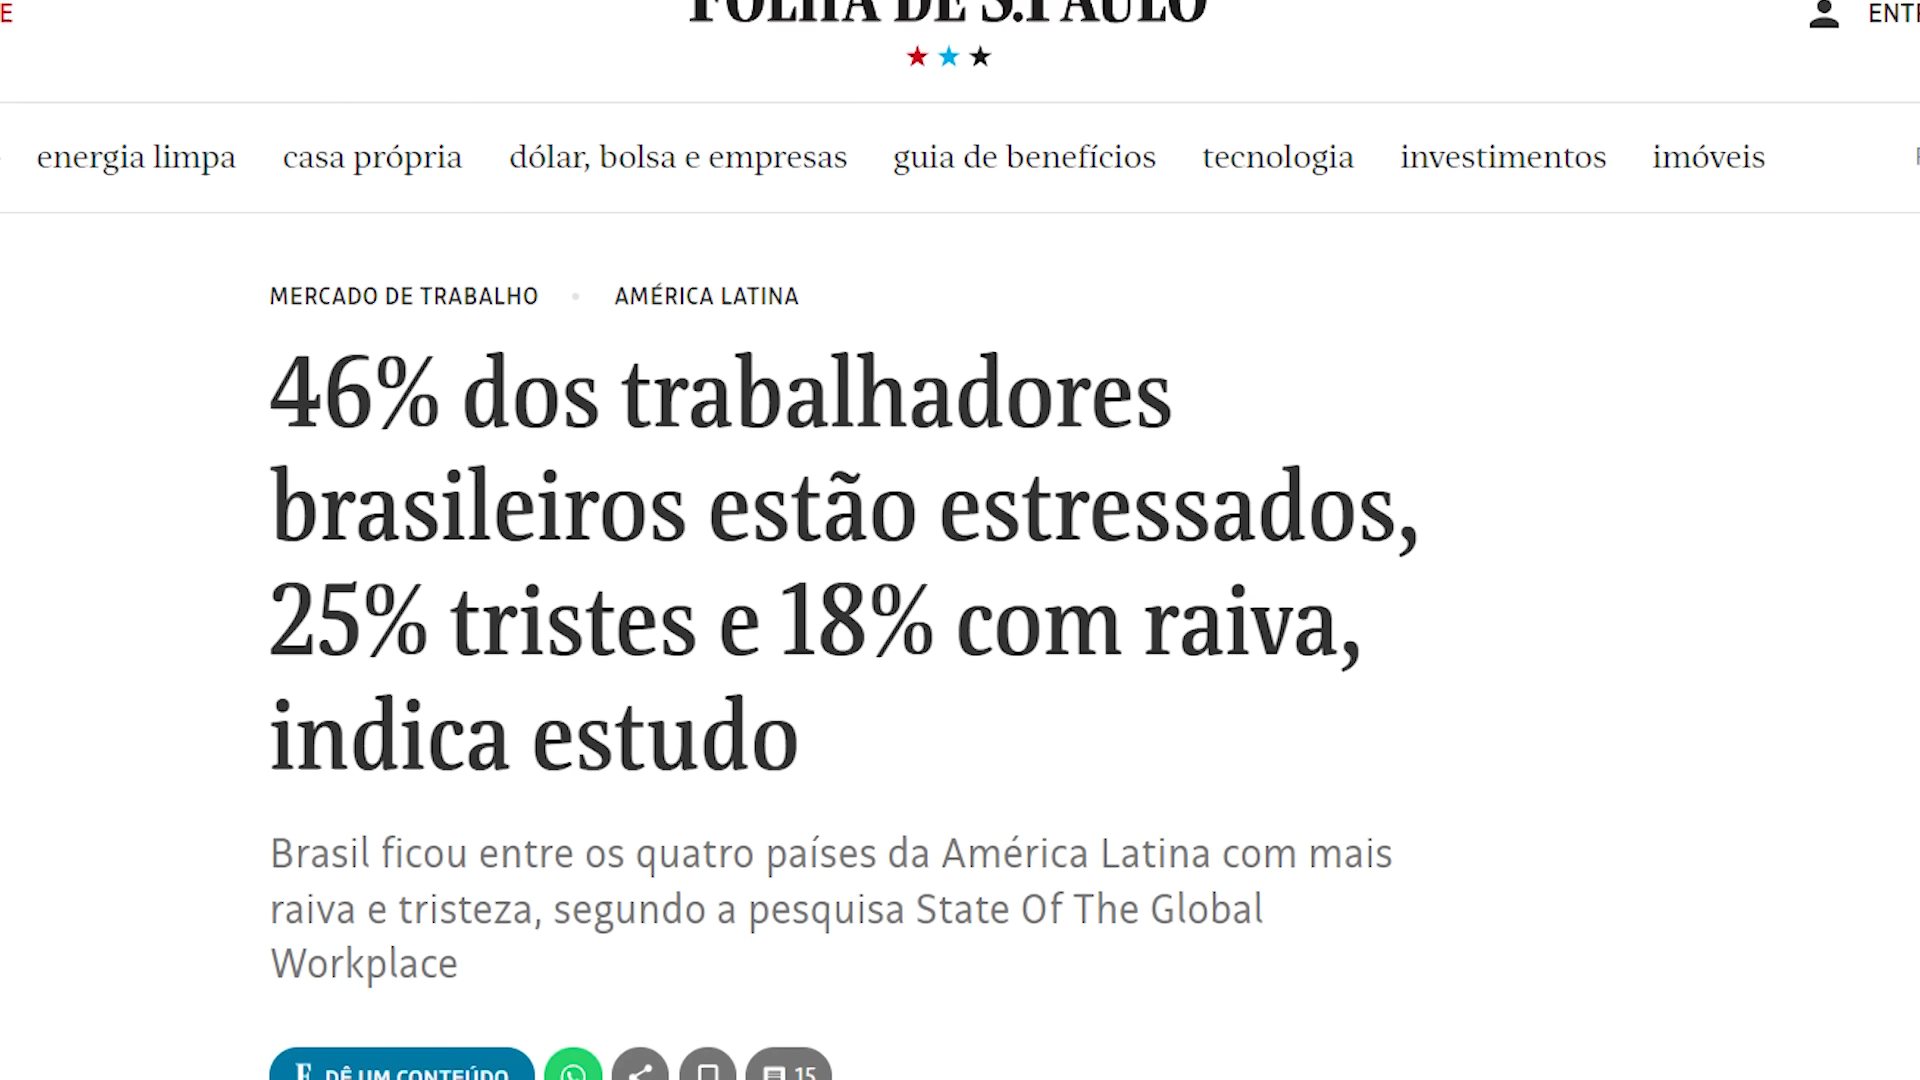 FOLHA DE S.PAULO
energia limpa casa própria dólar, bolsa e empresas guia de benefícios tecnologia investimentos imóveis
MERCADO DE TRABALHO • AMÉRICA LATINA
46% dos trabalhadores
brasileiros estão estressados,
25% tristes e 18% com raiva,
indica estudo
Brasil ficou entre os quatro países da América Latina com mais
raiva e tristeza, segundo a pesquisa State Of The Global
Workplace
F DÊ UM CONTEÚDO 15